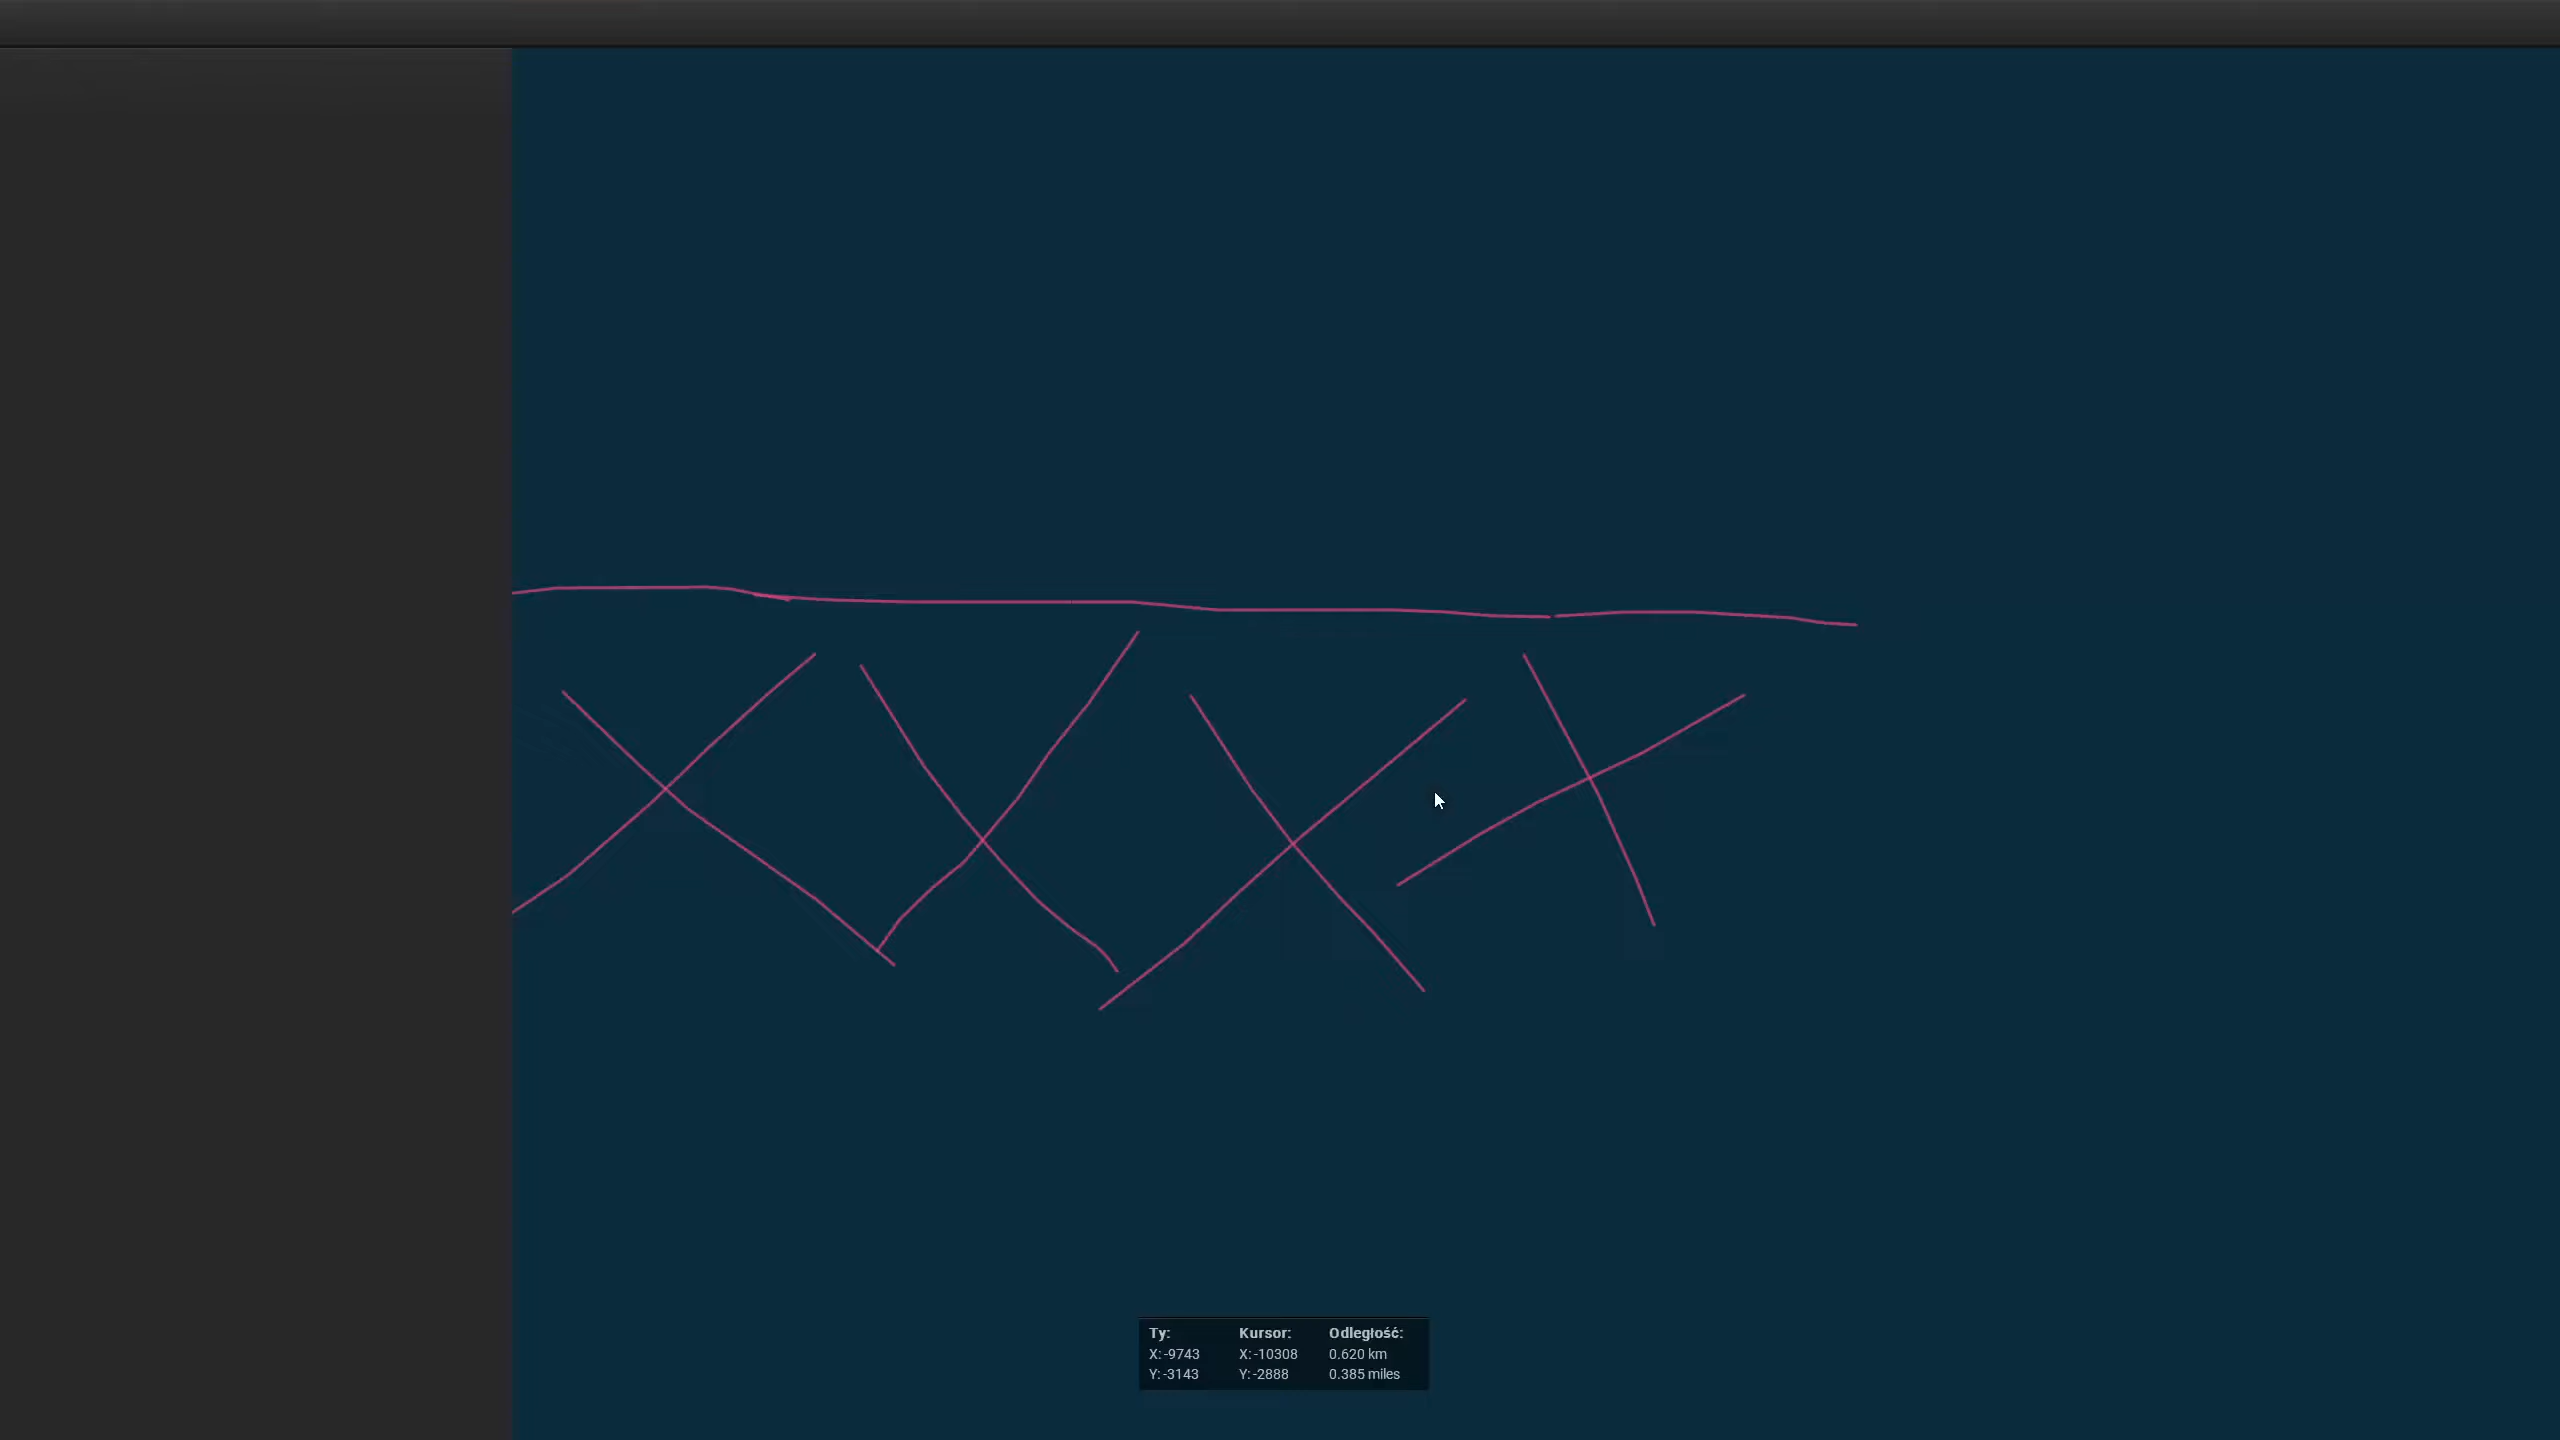 Ty: Kursor: Odległość:
X: -9743 X: -10308 0.620 km
Y: -3143 Y: -2888 0.385 miles